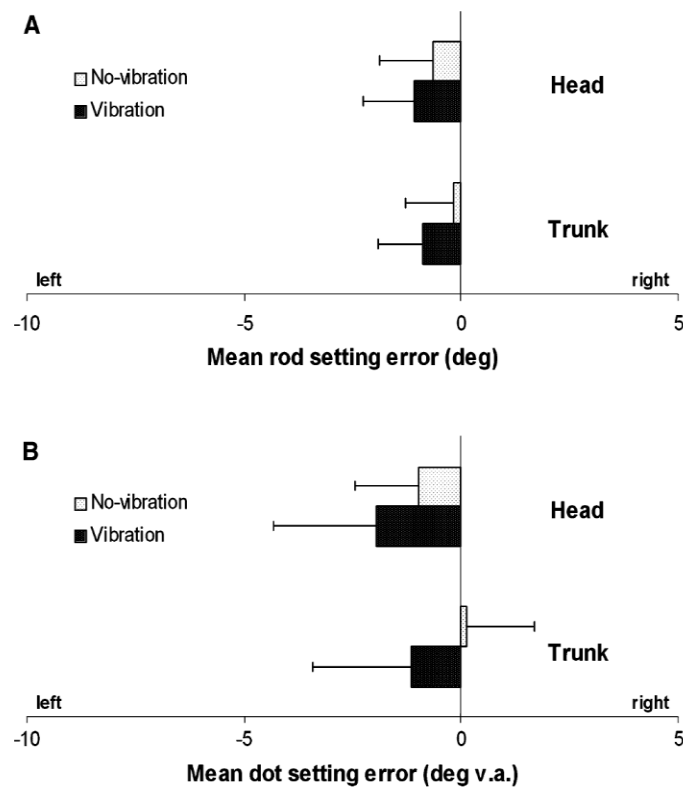 A
No-vibration
Vibration
Head
Trunk
left right
-10 -5 0 5
Mean rod setting error (deg)
B
No-vibration
Vibration
Head
Trunk
left right
-10 -5 0 5
Mean dot setting error (deg v.a.)